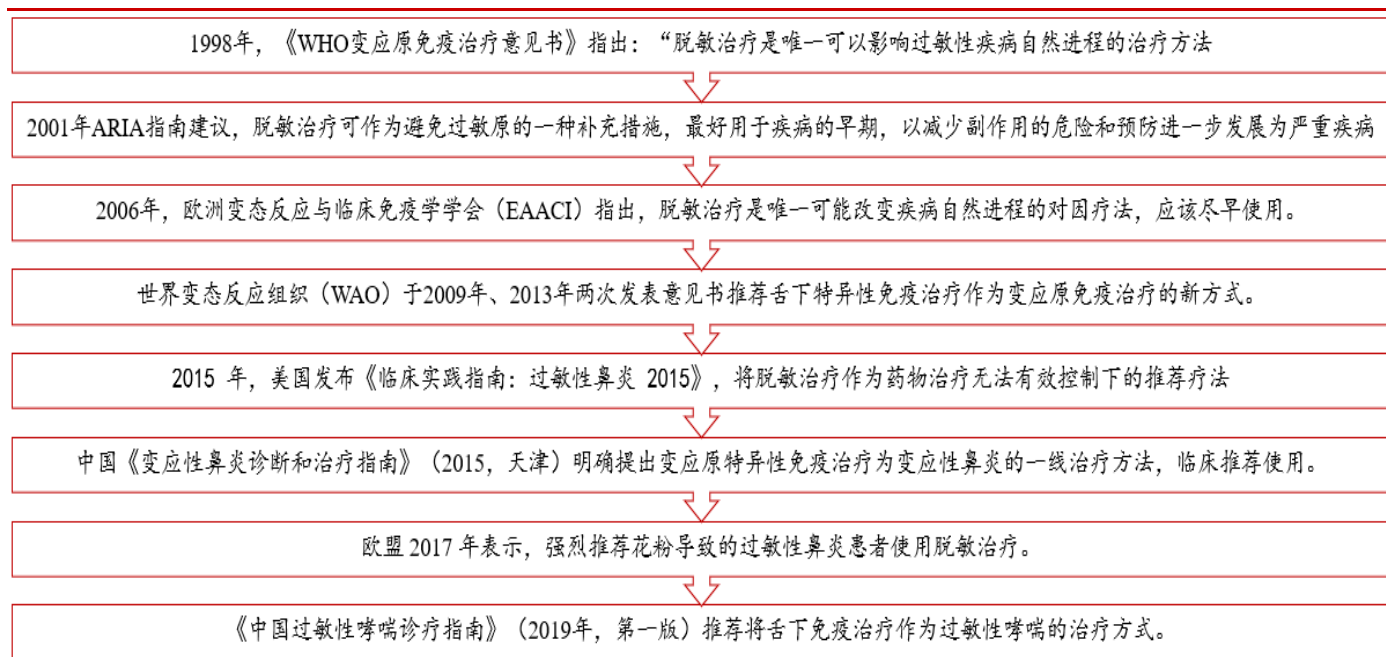 1998年，《WHO变应原免疫治疗意见书》指出：“脱敏治疗是唯一可以影响过敏性疾病自然进程的治疗方法
2001年ARIA指南建议，脱敏治疗可作为避免过敏原的一种补充措施，最好用于疾病的早期，以减少副作用的危险和预防进一步发展为严重疾病
2006年，欧洲变态反应与临床免疫学学会（EAACI）指出，脱敏治疗是唯一可能改变疾病自然进程的对因疗法，应该尽早使用。
世界变态反应组织（WAO）于2009年、2013年两次发表意见书推荐舌下特异性免疫治疗作为变应原免疫治疗的新方式。
2015 年，美国发布《临床实践指南：过敏性鼻炎 2015》，将脱敏治疗作为药物治疗无法有效控制下的推荐疗法
中国《变应性鼻炎诊断和治疗指南》（2015，天津）明确提出变应原特异性免疫治疗为变应性鼻炎的一线治疗方法，临床推荐使用。
欧盟 2017 年表示，强烈推荐花粉导致的过敏性鼻炎患者使用脱敏治疗。
《中国过敏性哮喘诊疗指南》（2019年，第一版）推荐将舌下免疫治疗作为过敏性哮喘的治疗方式。